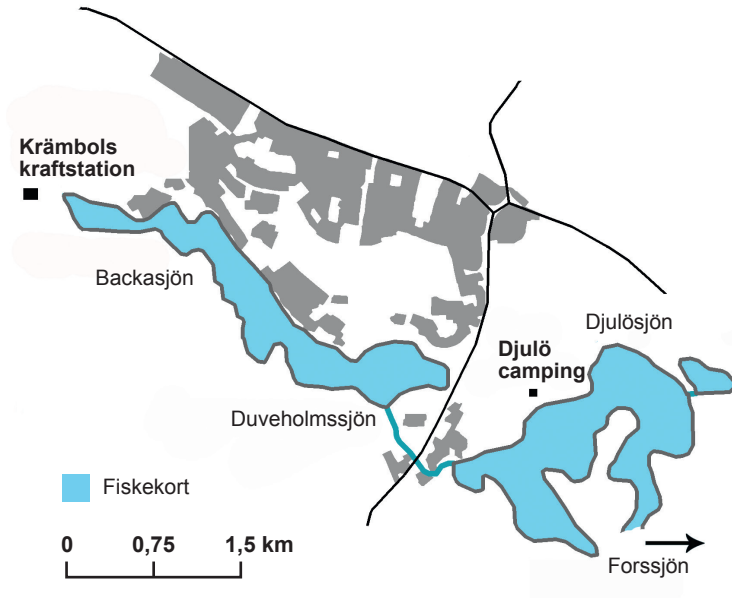 Krämbols
kraftstation
Backasjön
Djulösjön
Djulö
camping
Duveholmssjön
Fiskekort
0 0,75 1,5 km
Forssjön